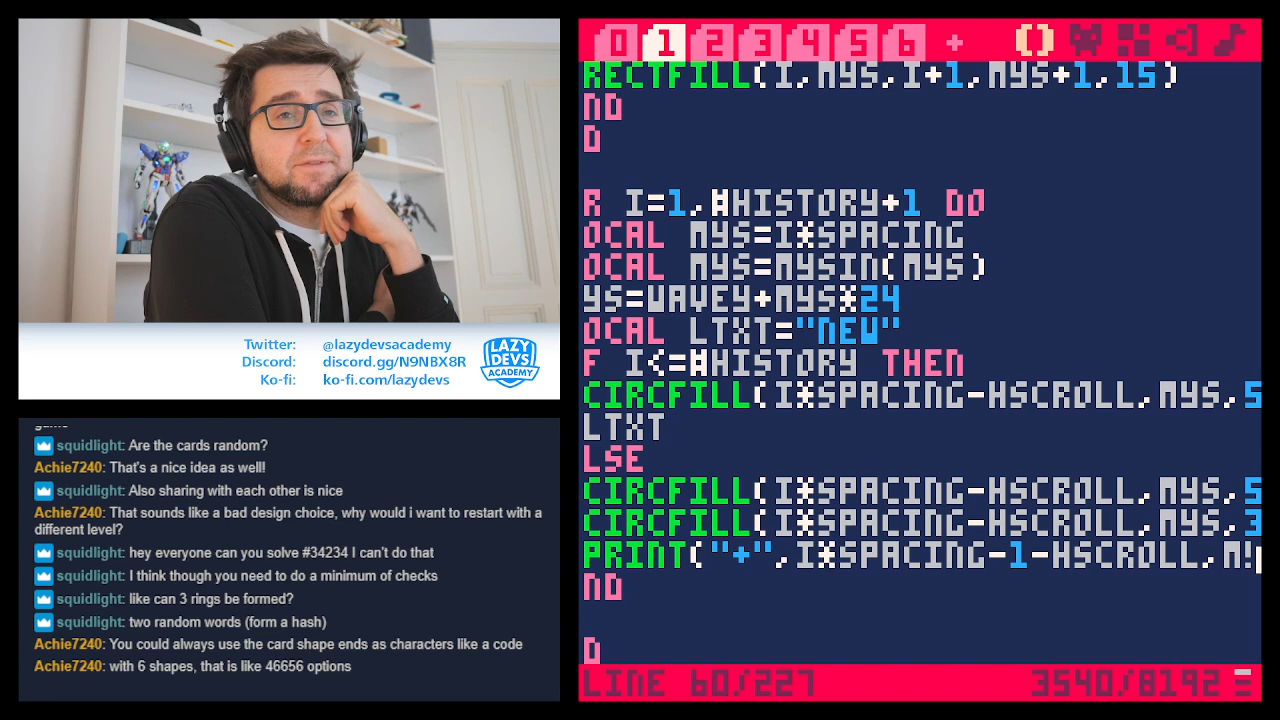 Twitter: @lazydevsacademy
Discord: discord.gg/N9NBX8R
Ko-fi: ko-fi.com/lazydevs
LAZY
DEVS
ACADEMY
game
squidlight: Are the cards random?
Achie7240: That's a nice idea as well!
squidlight: Also sharing with each other is nice
Achie7240: That sounds like a bad design choice, why would i want to restart with a
different level?
squidlight: hey everyone can you solve #34234 I can't do that
squidlight: I think though you need to do a minimum of checks
squidlight: like can 3 rings be formed?
squidlight: two random words (form a hash)
Achie7240: You could always use the card shape ends as characters like a code
Achie7240: with 6 shapes, that is like 46656 options
0 1 2 3 4 5 6 + ()
RECTFILL(I,MYS,I+1,MYS+1,15)
ND
D
R I=1,#HISTORY+1 DO
OCAL MYS=I*SPACING
OCAL MYS=MYSIN(MYS)
YS=WAVEY+MYS*24
OCAL LTXT="NEW"
F I<=#HISTORY THEN
CIRCFILL(I*SPACING-HSCROLL,MYS,5
LTXT
LSE
CIRCFILL(I*SPACING-HSCROLL,MYS,5
CIRCFILL(I*SPACING-HSCROLL,MYS,3
PRINT("+",I*SPACING-1-HSCROLL,M
ND
D
LINE 60/227 3540/8192